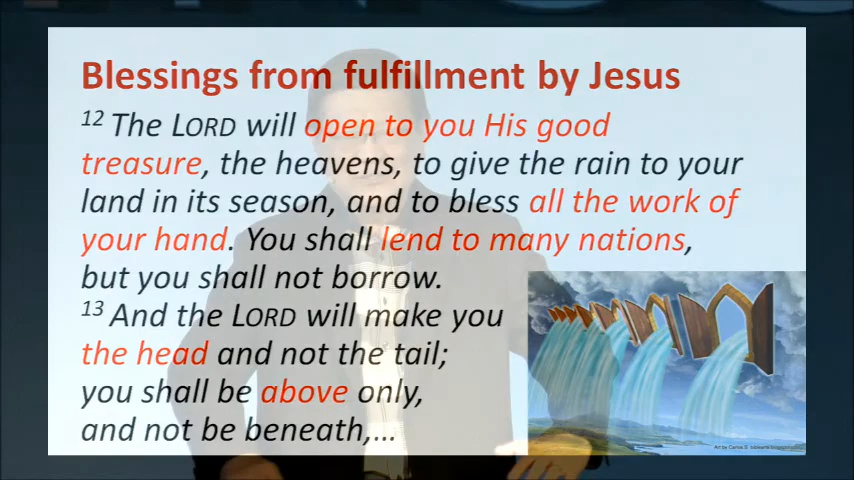 Blessings from fulfillment by Jesus
12 The LORD will open to you His good
treasure, the heavens, to give the rain to your
land in its season, and to bless all the work of
your hand. You shall lend to many nations,
but you shall not borrow.
13 And the LORD will make you
the head and not the tail;
you shall be above only,
and not be beneath,...
Art by Carlos S.